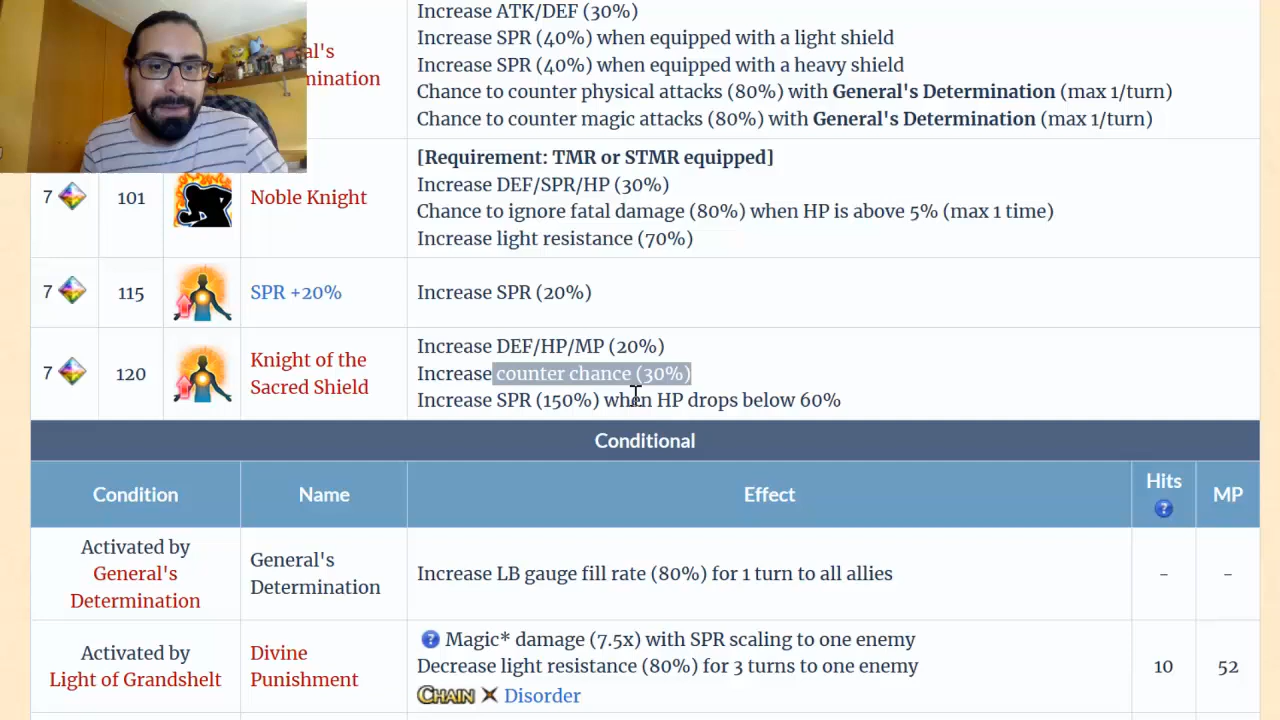 Increase ATK/DEF (30%)
al's
mination
Increase SPR (40%) when equipped with a light shield
Increase SPR (40%) when equipped with a heavy shield
Chance to counter physical attacks (80%) with General's Determination (max 1/turn)
Chance to counter magic attacks (80%) with General's Determination (max 1/turn)
7
101
Noble Knight
[Requirement: TMR or STMR equipped]
Increase DEF/SPR/HP (30%)
Chance to ignore fatal damage (80%) when HP is above 5% (max 1 time)
Increase light resistance (70%)
7
115
SPR +20%
Increase SPR (20%)
7
120
Knight of the
Sacred Shield
Increase DEF/HP/MP (20%)
Increase counter chance (30%)
Increase SPR (150%) when HP drops below 60%
Conditional
Condition
Name
Effect
Hits
?
MP
Activated by
General's
Determination
General's
Determination
Increase LB gauge fill rate (80%) for 1 turn to all allies
-
-
Activated by
Light of Grandshelt
Divine
Punishment
? Magic* damage (7.5x) with SPR scaling to one enemy
Decrease light resistance (80%) for 3 turns to one enemy
CHAIN Disorder
10
52